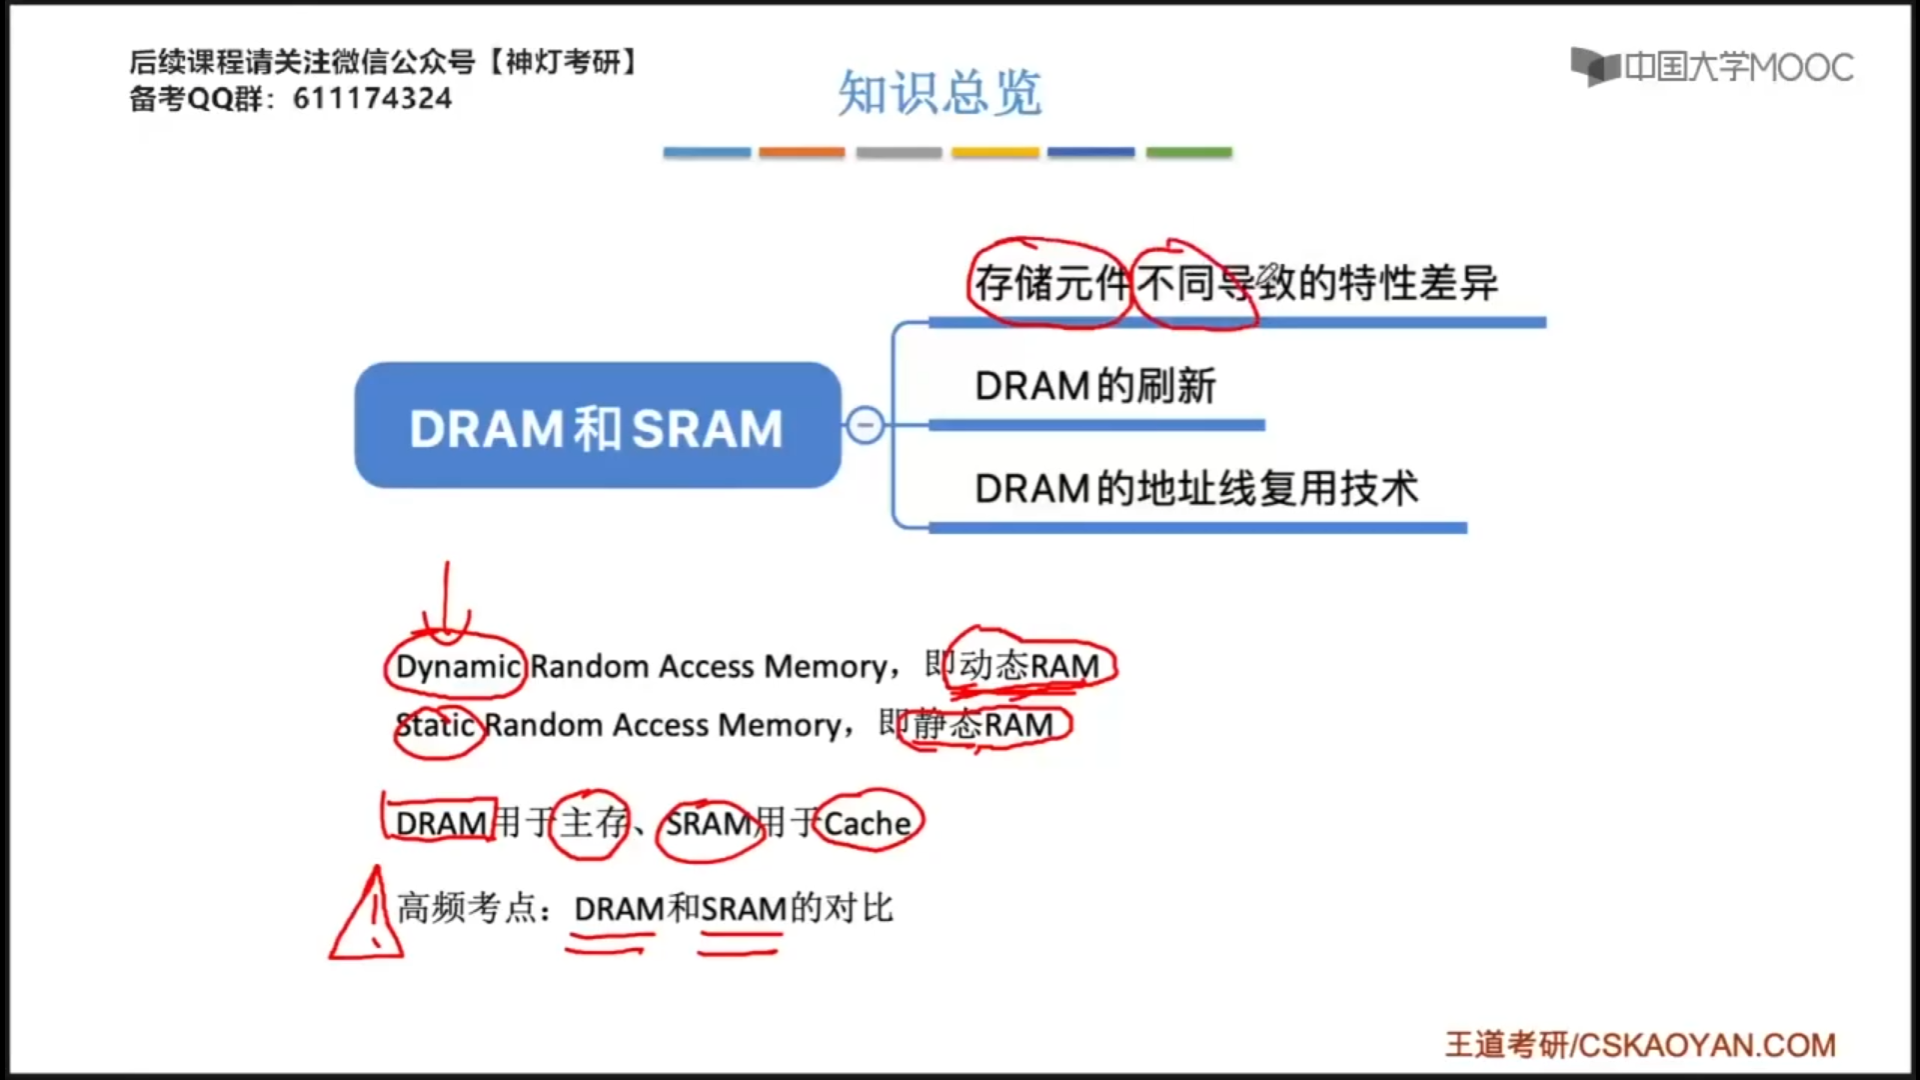 后续课程请关注微信公众号【神灯考研】
备考QQ群：611174324
中国大学MOOC
知识总览
存储元件不同导致的特性差异
DRAM和SRAM
DRAM的刷新
DRAM的地址线复用技术
Dynamic Random Access Memory，即动态RAM
Static Random Access Memory，即静态RAM
DRAM用于主存、SRAM用于Cache
高频考点：DRAM和SRAM的对比
王道考研/CSKAOYAN.COM